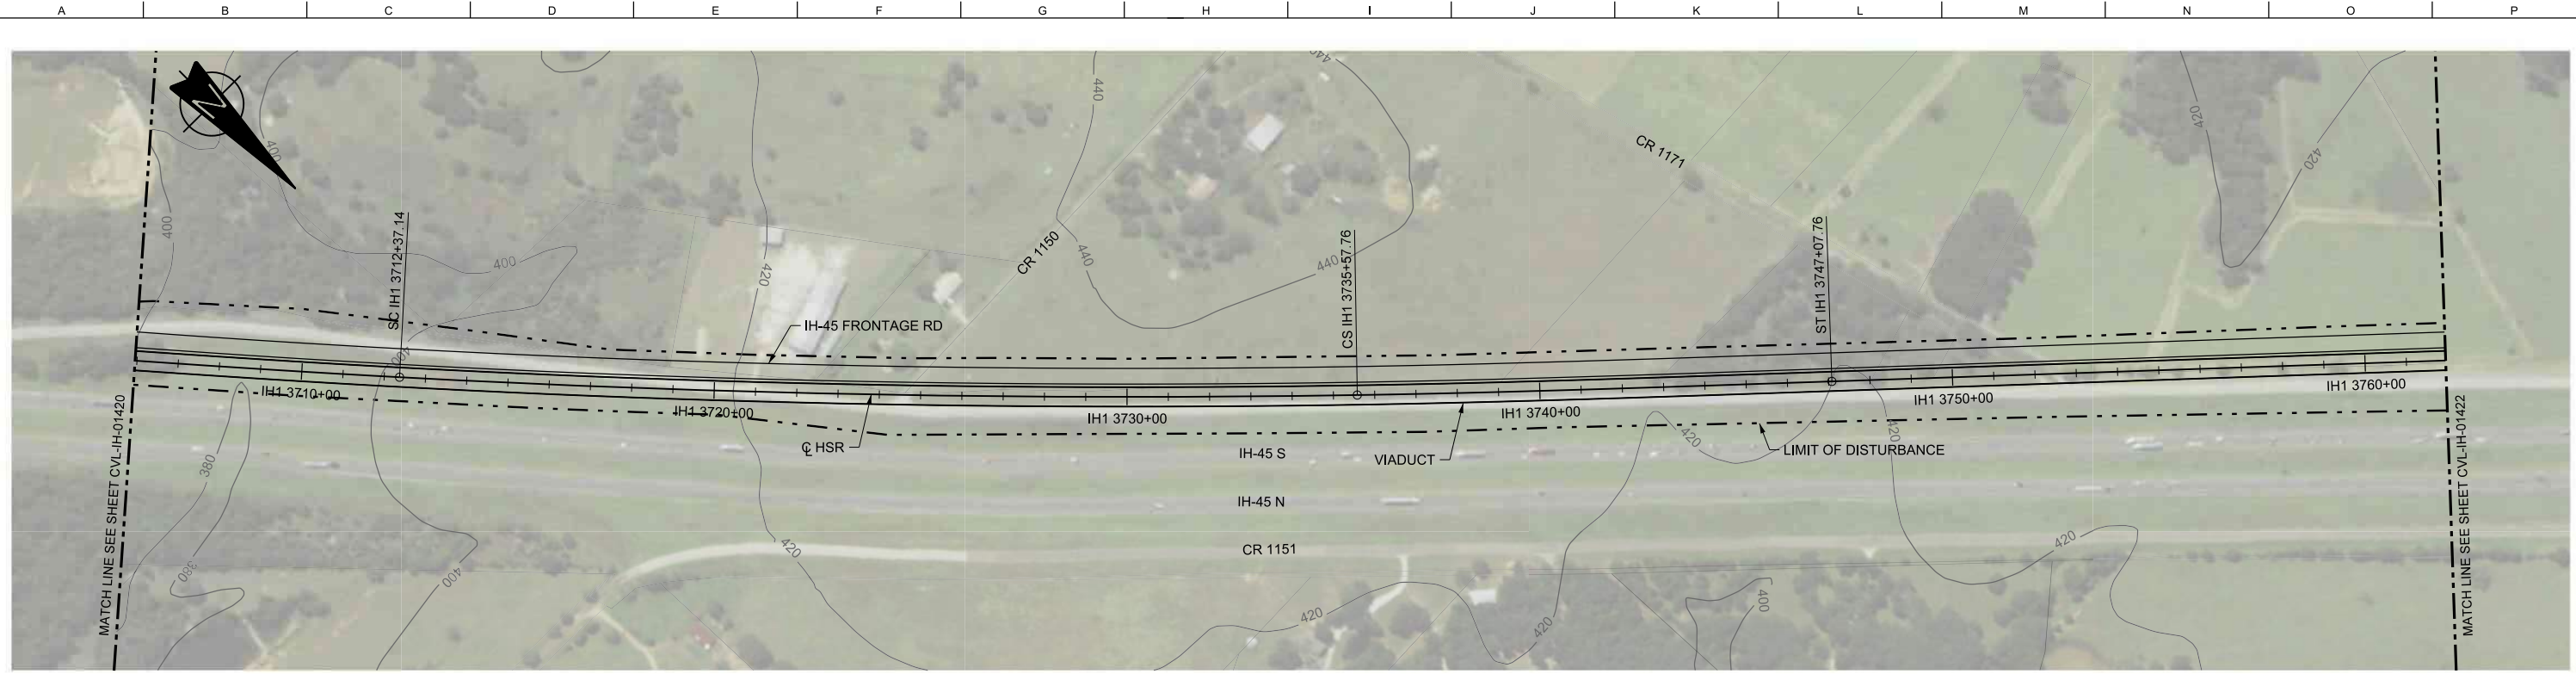 A B C D E F G H I J K L M N O P
440
440
400
420
420
CR 1171
400
SC IH1 3712+37.14
CR 1150
440
440
CS IH1 3735+57.76
ST IH1 3747+07.76
400
420
IH-45 FRONTAGE RD
400
IH1 3710+00
IH1 3720+00
IH1 3730+00
IH1 3740+00
IH1 3750+00
IH1 3760+00
℄ HSR
IH-45 S
VIADUCT
LIMIT OF DISTURBANCE
420
420
380
IH-45 N
CR 1151
420
420
380
400
420
420
400
MATCH LINE SEE SHEET CVL-IH-01420
MATCH LINE SEE SHEET CVL-IH-01422